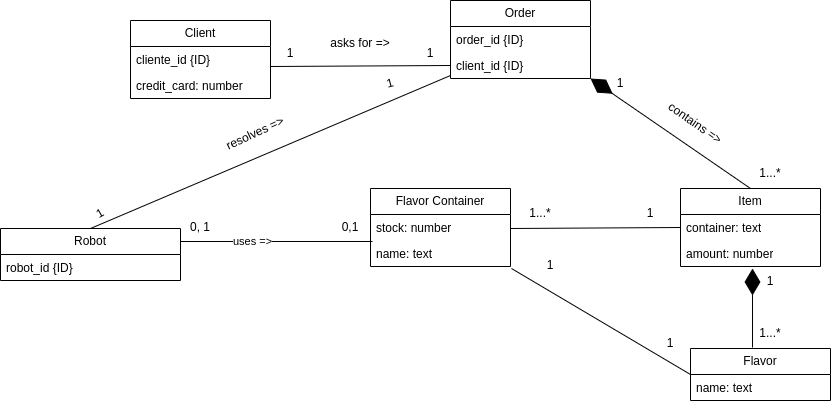 Order
Client
order_id {ID}
asks for =>
1
1
cliente_id {ID}
client_id {ID}
credit_card: number
1
1
contains =>
resolves =>
1...*
1
Flavor Container
Item
1...*
1
0, 1
0,1
stock: number
container: text
Robot
uses =>
name: text
amount: number
robot_id {ID}
1
1
1...*
1
Flavor
name: text